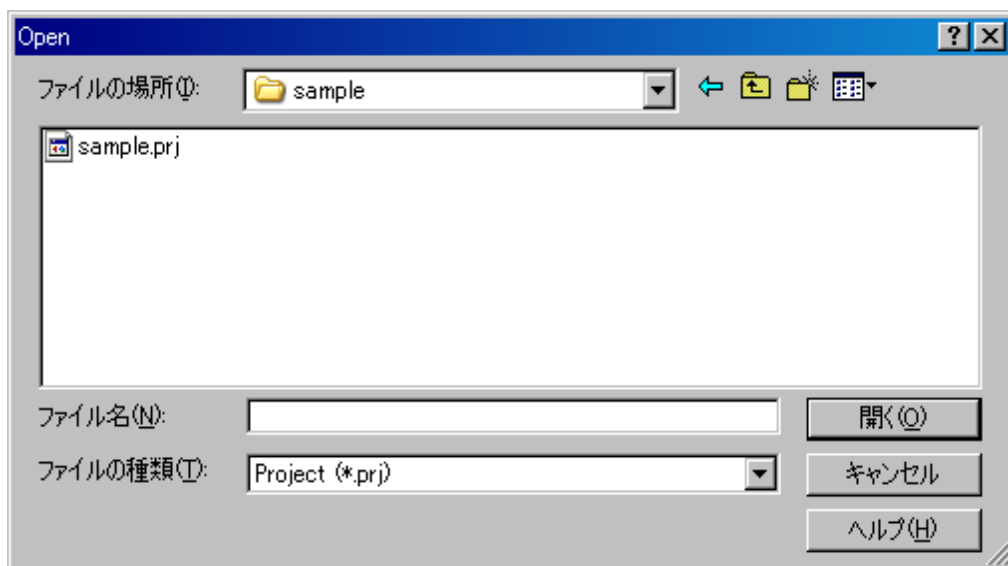 Open
ファイルの場所(I):
sample
sample.prj
ファイル名(N):
開く(O)
ファイルの種類(T):
Project (*.prj)
キャンセル
ヘルプ(H)